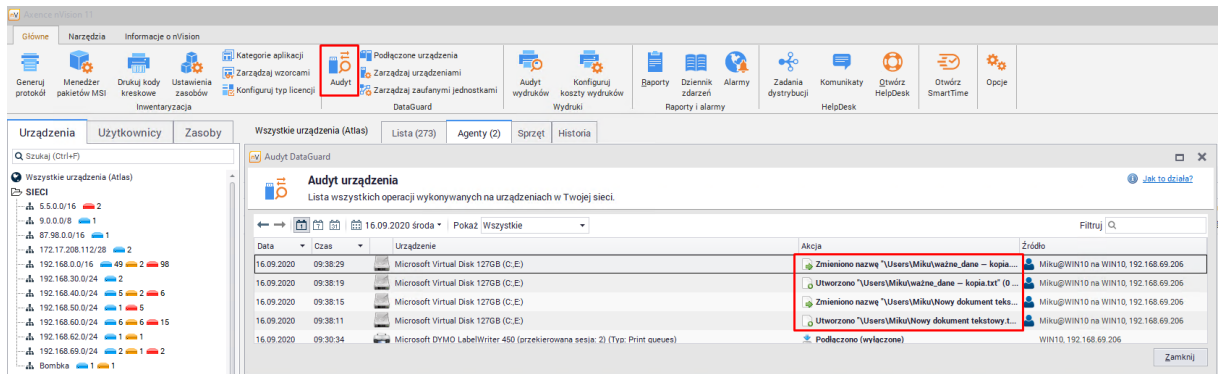 Axence nVision 11
Główne Narzędzia Informacje o nVision
Generuj protokół
Menedżer pakietów MSI
Drukuj kody kreskowe
Ustawienia zasobów
Kategorie aplikacji
Zarządzaj wzorcami
Konfiguruj typ licencji
Inwentaryzacja
Audyt
Podłączone urządzenia
Zarządzaj urządzeniami
Zarządzaj zaufanymi jednostkami
DataGuard
Audyt wydruków
Konfiguruj koszty wydruków
Wydruki
Raporty
Dziennik zdarzeń
Alarmy
Raporty i alarmy
Zadania dystrybucji
Komunikaty
Otwórz HelpDesk
HelpDesk
Otwórz SmartTime
Opcje
Urządzenia Użytkownicy Zasoby
Wszystkie urządzenia (Atlas) Lista (273) Agenty (2) Sprzęt Historia
Szukaj (Ctrl+F)
Wszystkie urządzenia (Atlas)
SIECI
5.5.0.0/16 2
9.0.0.0/8 1
87.98.0.0/16 1
172.17.208.112/28 2
192.168.0.0/16 49 2 98
192.168.30.0/24 2
192.168.40.0/24 5 2 6
192.168.50.0/24 1 5
192.168.60.0/24 6 6 15
192.168.62.0/24 1 1
192.168.69.0/24 2 1 2
Bombka 1 1
nV Audyt DataGuard
Audyt urządzenia
Lista wszystkich operacji wykonywanych na urządzeniach w Twojej sieci.
Jak to działa?
16.09.2020 środa Pokaż Wszystkie Filtruj
Data Czas Urządzenie Akcja Źródło
16.09.2020 09:38:29 Microsoft Virtual Disk 127GB (C:,E:) Zmieniono nazwę "\Users\Miku\ważne_dane — kopia.... Miku@WIN10 na WIN10, 192.168.69.206
16.09.2020 09:38:19 Microsoft Virtual Disk 127GB (C:,E:) Utworzono "\Users\Miku\ważne_dane — kopia.txt" (0 ... Miku@WIN10 na WIN10, 192.168.69.206
16.09.2020 09:38:15 Microsoft Virtual Disk 127GB (C:,E:) Zmieniono nazwę "\Users\Miku\Nowy dokument teks... Miku@WIN10 na WIN10, 192.168.69.206
16.09.2020 09:38:11 Microsoft Virtual Disk 127GB (C:,E:) Utworzono "\Users\Miku\Nowy dokument tekstowy.t... Miku@WIN10 na WIN10, 192.168.69.206
16.09.2020 09:30:34 Microsoft DYMO LabelWriter 450 (przekierowana sesja: 2) (Typ: Print queues) Podłączono (wyłączone) WIN10, 192.168.69.206
Zamknij